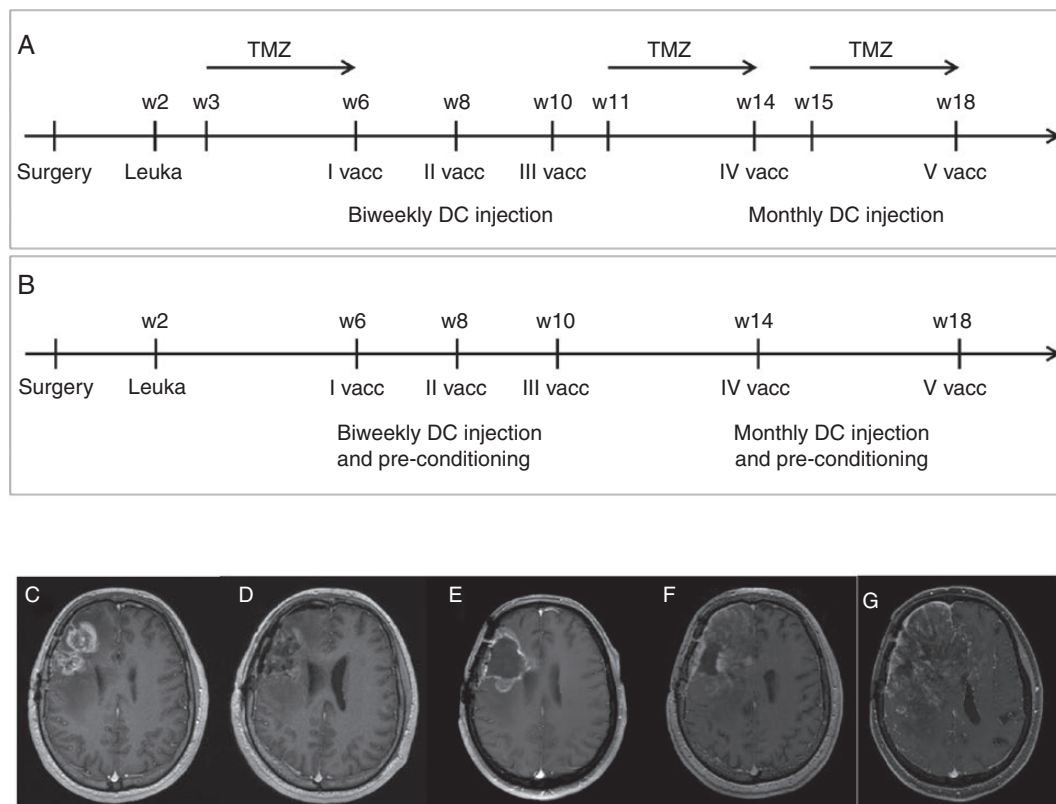 A
TMZ TMZ TMZ
w2 w3 w6 w8 w10 w11 w14 w15 w18
Surgery Leuka I vacc II vacc III vacc IV vacc V vacc
Biweekly DC injection Monthly DC injection
B
w2 w6 w8 w10 w14 w18
Surgery Leuka I vacc II vacc III vacc IV vacc V vacc
Biweekly DC injection Monthly DC injection
and pre-conditioning and pre-conditioning
C D E F G